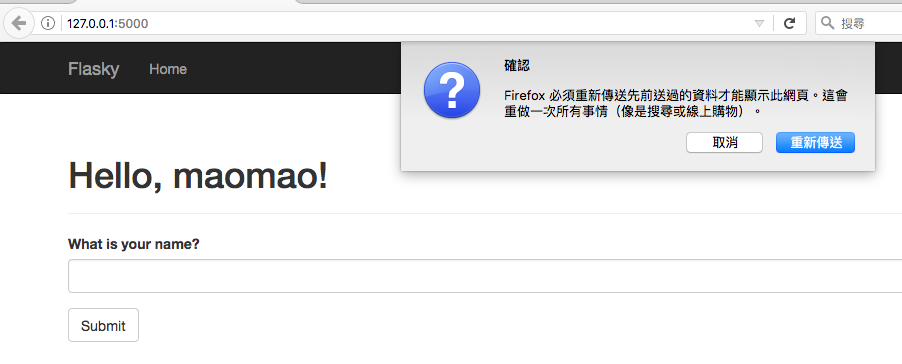 127.0.0.1:5000
搜尋
Flasky Home
確認
Firefox 必須重新傳送先前送過的資料才能顯示此網頁。這會
重做一次所有事情（像是搜尋或線上購物）。
取消 重新傳送
Hello, maomao!
What is your name?
Submit